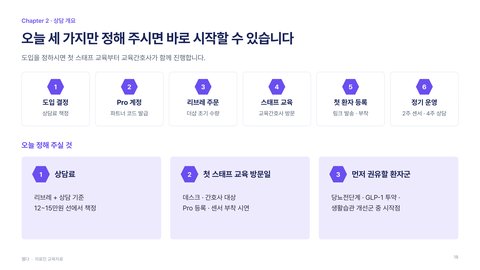 Chapter 2 · 상담 개요
오늘 세 가지만 정해 주시면 바로 시작할 수 있습니다
도입을 정하시면 첫 스태프 교육부터 교육간호사가 함께 진행합니다.
1 2 3 4 5 6
도입 결정 Pro 계정 리브레 주문 스태프 교육 첫 환자 등록 정기 운영
상담료 책정 파트너 코드 발급 더샵 초기 수량 교육간호사 방문 링크 발송 · 부착 2주 센서 · 4주 상담
오늘 정해 주실 것
1 상담료 2 첫 스태프 교육 방문일 3 먼저 권유할 환자군
리브레 + 상담 기준 데스크 · 간호사 대상 당뇨전단계 · GLP-1 투약 ·
12~15만원 선에서 책정 Pro 등록 · 센서 부착 시연 생활습관 개선군 중 시작점
의료진 교육자료